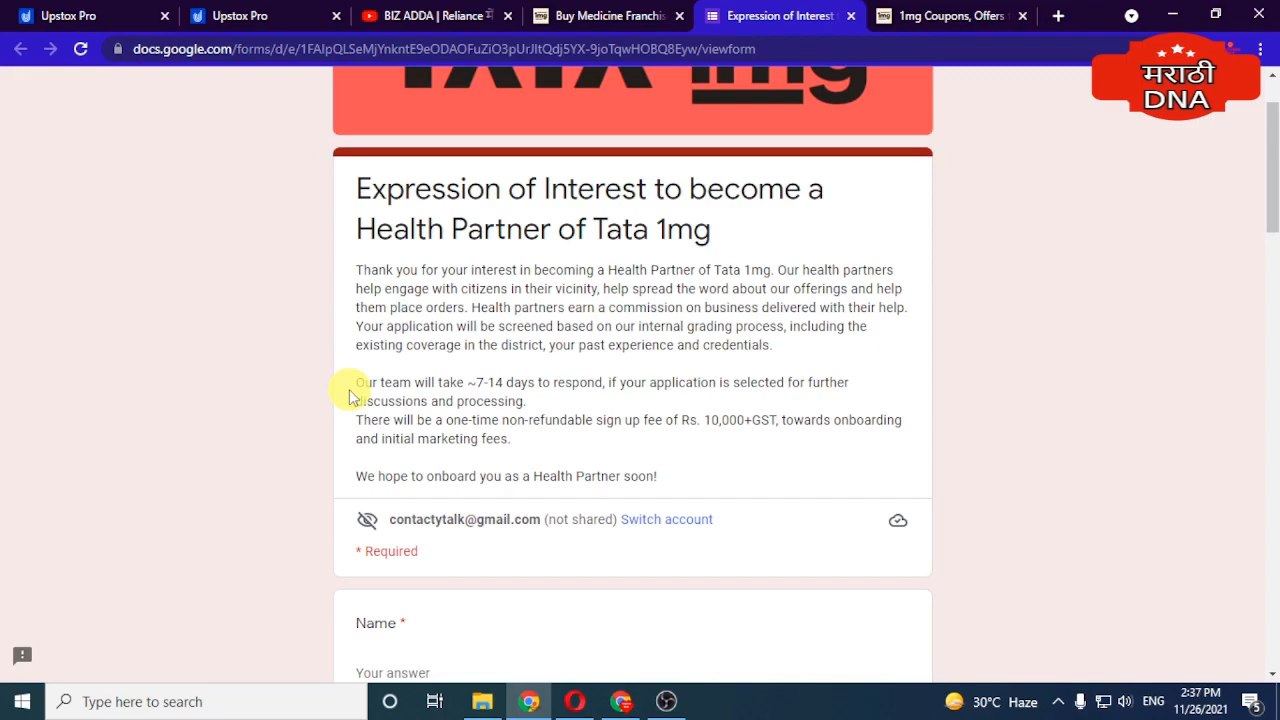 Upstox Pro
Upstox Pro
BIZ ADDA | Reliance
Buy Medicine Franchis
Expression of Interest
1mg Coupons, Offers
docs.google.com/forms/d/e/1FAIpQLSeMjYnkntE9eODAOFuZiO3pUrJItQdj5YX-9joTqwHOBQ8Eyw/viewform
मराठी
DNA
TATA 1mg
Expression of Interest to become a
Health Partner of Tata 1mg
Thank you for your interest in becoming a Health Partner of Tata 1mg. Our health partners
help engage with citizens in their vicinity, help spread the word about our offerings and help
them place orders. Health partners earn a commission on business delivered with their help.
Your application will be screened based on our internal grading process, including the
existing coverage in the district, your past experience and credentials.
Our team will take ~7-14 days to respond, if your application is selected for further
discussions and processing.
There will be a one-time non-refundable sign up fee of Rs. 10,000+GST, towards onboarding
and initial marketing fees.
We hope to onboard you as a Health Partner soon!
contactytalk@gmail.com (not shared) Switch account
* Required
Name *
Your answer
Type here to search
30°C Haze
ENG
2:37 PM
11/26/2021
5